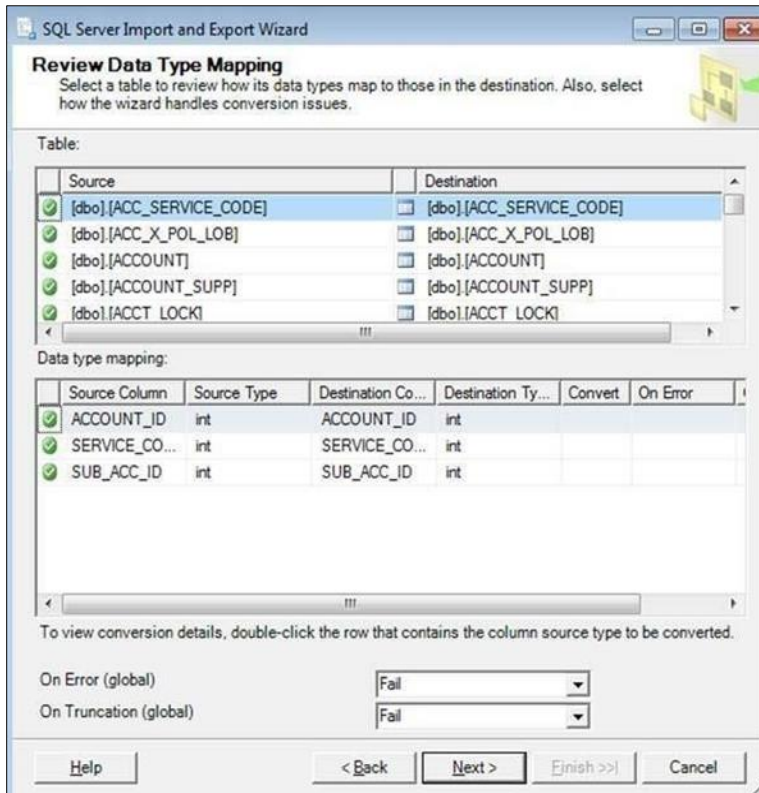 SQL Server Import and Export Wizard
Review Data Type Mapping
Select a table to review how its data types map to those in the destination. Also, select
how the wizard handles conversion issues.
Table:
Source Destination
[dbo].[ACC_SERVICE_CODE] [dbo].[ACC_SERVICE_CODE]
[dbo].[ACC_X_POL_LOB] [dbo].[ACC_X_POL_LOB]
[dbo].[ACCOUNT] [dbo].[ACCOUNT]
[dbo].[ACCOUNT_SUPP] [dbo].[ACCOUNT_SUPP]
[dbo].[ACCT_LOCK] [dbo].[ACCT_LOCK]
Data type mapping:
Source Column Source Type Destination Co... Destination Ty... Convert On Error
ACCOUNT_ID int ACCOUNT_ID int
SERVICE_CO... int SERVICE_CO... int
SUB_ACC_ID int SUB_ACC_ID int
To view conversion details, double-click the row that contains the column source type to be converted.
On Error (global) Fail
On Truncation (global) Fail
Help < Back Next > Finish >>| Cancel